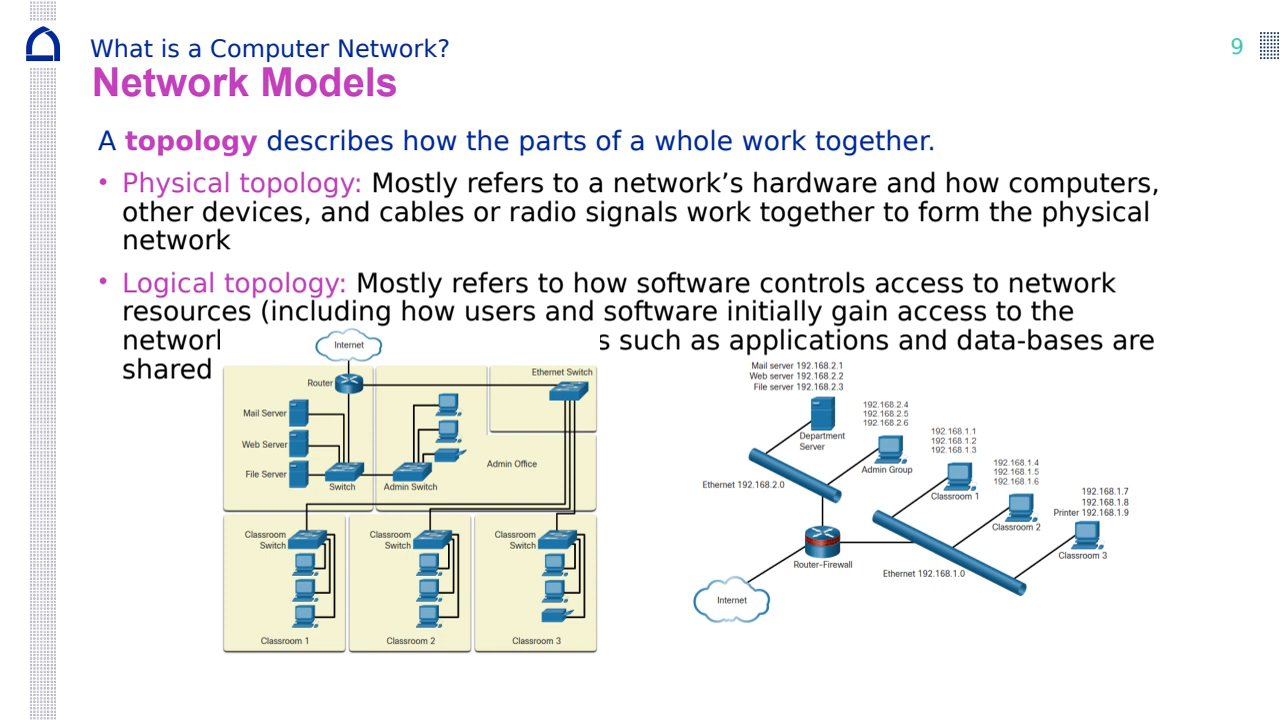 What is a Computer Network?
9
Network Models
A topology describes how the parts of a whole work together.
• Physical topology: Mostly refers to a network’s hardware and how computers,
other devices, and cables or radio signals work together to form the physical
network
• Logical topology: Mostly refers to how software controls access to network
resources (including how users and software initially gain access to the
s such as applications and data-bases are
shared
Internet
Router
Ethernet Switch
Mail Server
Web Server
File Server
Switch
Admin Switch
Admin Office
Classroom
Switch
Classroom
Switch
Classroom
Switch
Classroom 1
Classroom 2
Classroom 3
Mail server 192.168.2.1
Web server 192.168.2.2
File server 192.168.2.3
Department
Server
192.168.2.4
192.168.2.5
192.168.2.6
Admin Group
Ethernet 192.168.2.0
192.168.1.1
192.168.1.2
192.168.1.3
Classroom 1
192.168.1.4
192.168.1.5
192.168.1.6
Classroom 2
192.168.1.7
192.168.1.8
Printer 192.168.1.9
Classroom 3
Router-Firewall
Ethernet 192.168.1.0
Internet